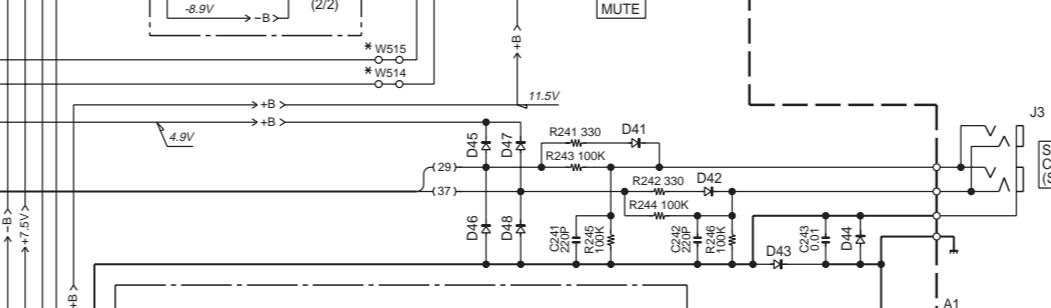 -8.9V
−B
(2/2)
MUTE
+B
* W515
* W514
+B
11.5V
+B
4.9V
J3
D45
D47
R241 330
D41
R243 100K
(29)
(37)
R242 330
D42
R244 100K
−B
+7.5V
D46
D48
C241
220P
R245
100K
C242
220P
R246
100K
D43
C243
0.01
D44
+B
A1